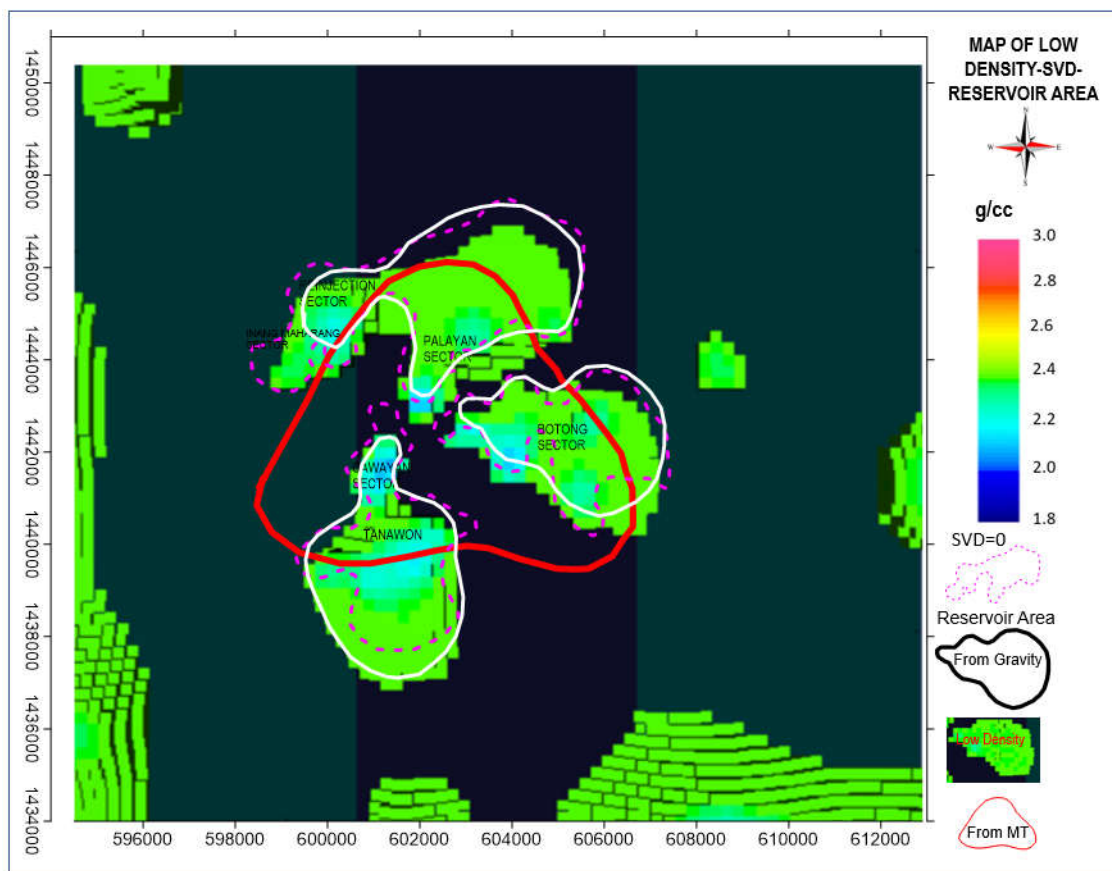 MAP OF LOW
DENSITY-SVD-
RESERVOIR AREA
N
W E
S
g/cc
3.0
2.8
2.6
2.4
2.2
2.0
1.8
SVD=0
Reservoir Area
From Gravity
Low Density
From MT
1450000
1448000
1446000
1444000
1442000
1440000
1438000
1436000
1434000
596000 598000 600000 602000 604000 606000 608000 610000 612000
SECTOR
SECTOR
PALAYAN
SECTOR
BOTONG
SECTOR
SECTOR
TANAWON